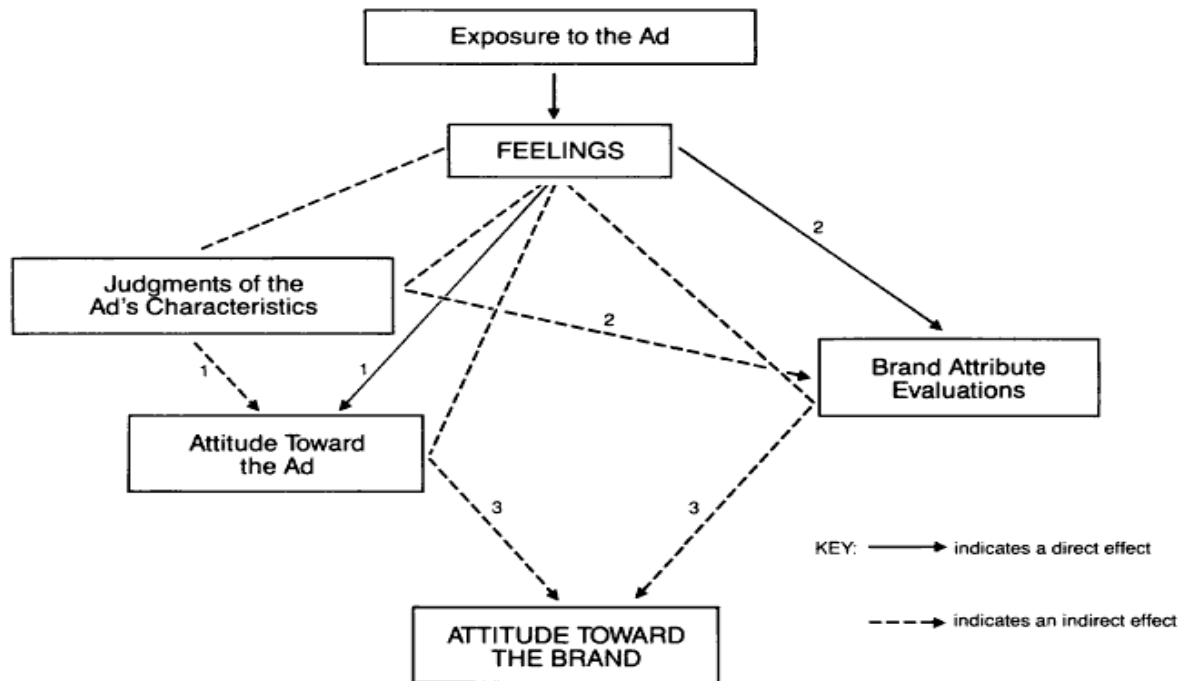 Exposure to the Ad
FEELINGS
2
Judgments of the
Ad's Characteristics
2
1
1
Brand Attribute
Evaluations
Attitude Toward
the Ad
3
3
KEY:
indicates a direct effect
indicates an indirect effect
ATTITUDE TOWARD
THE BRAND